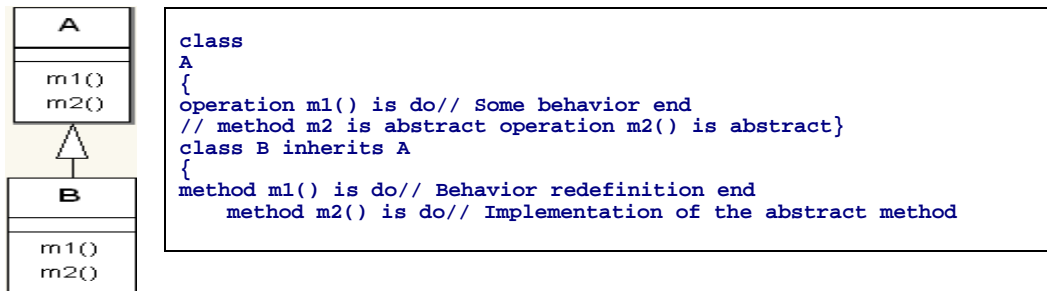 A
m1()
m2()
B
m1()
m2()
class
A
{
operation m1() is do// Some behavior end
// method m2 is abstract operation m2() is abstract}
class B inherits A
{
method m1() is do// Behavior redefinition end
method m2() is do// Implementation of the abstract method